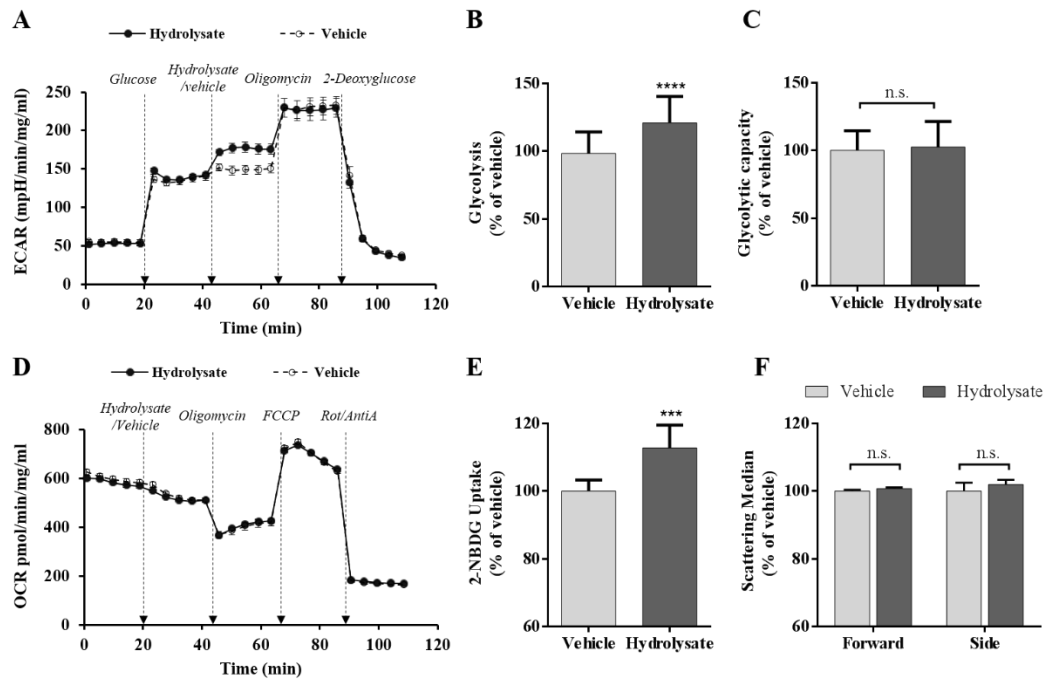 A
Hydrolysate
Vehicle
Glucose
Hydrolysate
/vehicle
Oligomycin
2-Deoxyglucose
ECAR (mpH/min/mg/ml)
250
200
150
100
50
0
0 20 40 60 80 100 120
Time (min)
B
Glycolysis
(% of vehicle)
150
100
50
0
****
Vehicle Hydrolysate
C
Glycolytic capacity
(% of vehicle)
150
100
50
0
n.s.
Vehicle Hydrolysate
D
Hydrolysate
Vehicle
Hydrolysate
/Vehicle
Oligomycin
FCCP
Rot/AntiA
OCR pmol/min/mg/ml)
800
600
400
200
0
0 20 40 60 80 100 120
Time (min)
E
2-NBDG Uptake
(% of vehicle)
120
100
80
60
***
Vehicle Hydrolysate
F
Vehicle
Hydrolysate
Scattering Median
(% of vehicle)
120
100
80
60
n.s.
n.s.
Forward Side